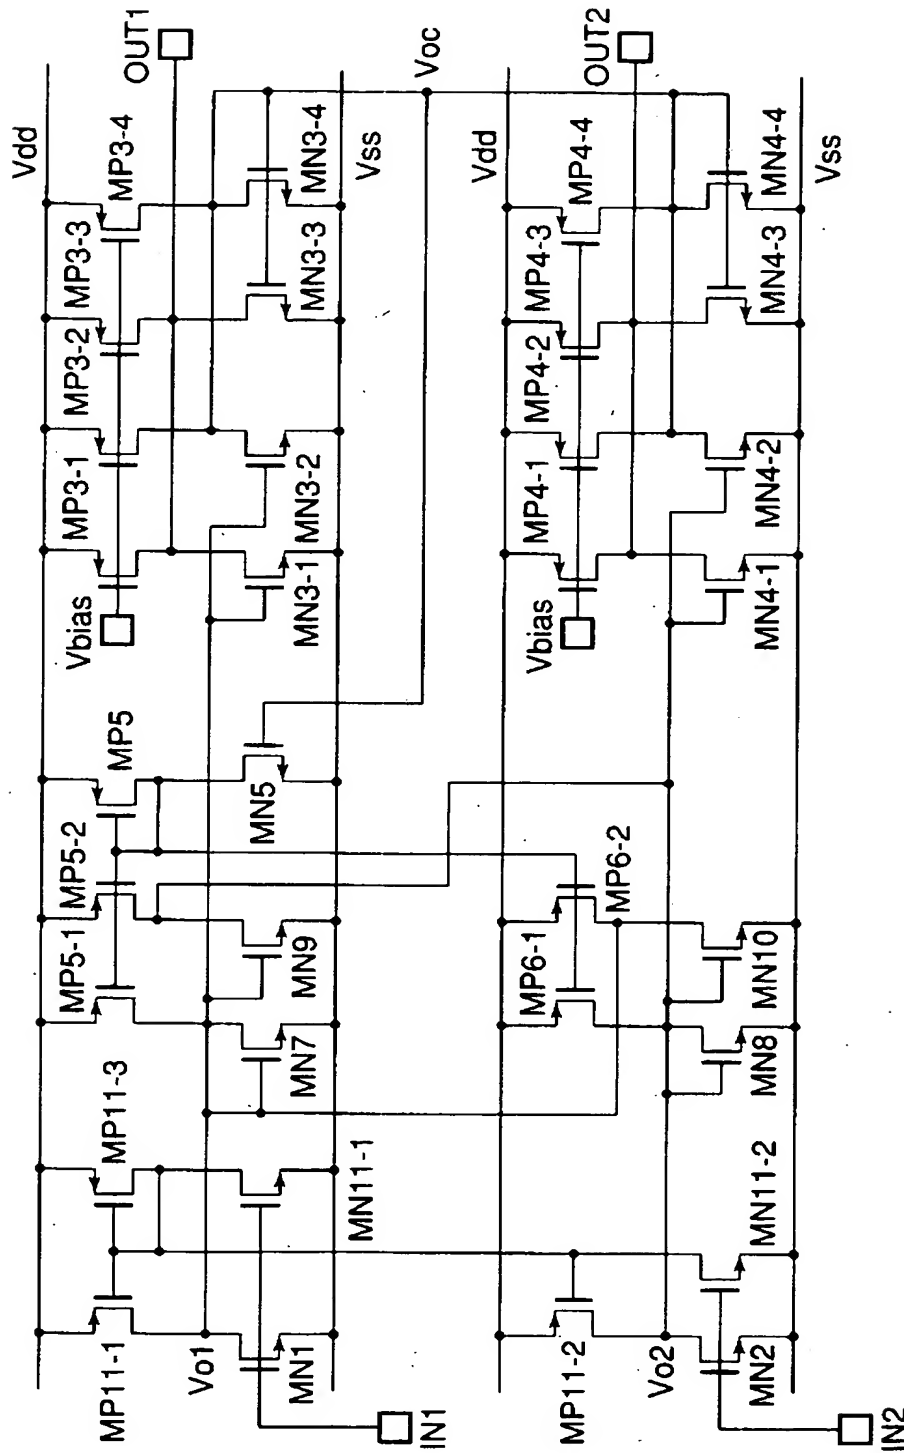 Vdd
MP11-1
MP11-3
MP5-1
MP5-2
MP5
Vbias
MP3-1
MP3-2
MP3-3
MP3-4
OUT1
Vo1
MN1
MN11-1
MN7
MN9
MN5
MN3-1
MN3-2
MN3-3
MN3-4
Vss
IN1
Voc
Vdd
MP11-2
MP6-1
MP6-2
Vbias
MP4-1
MP4-2
MP4-3
MP4-4
OUT2
Vo2
MN2
MN11-2
MN8
MN10
MN4-1
MN4-2
MN4-3
MN4-4
Vss
IN2